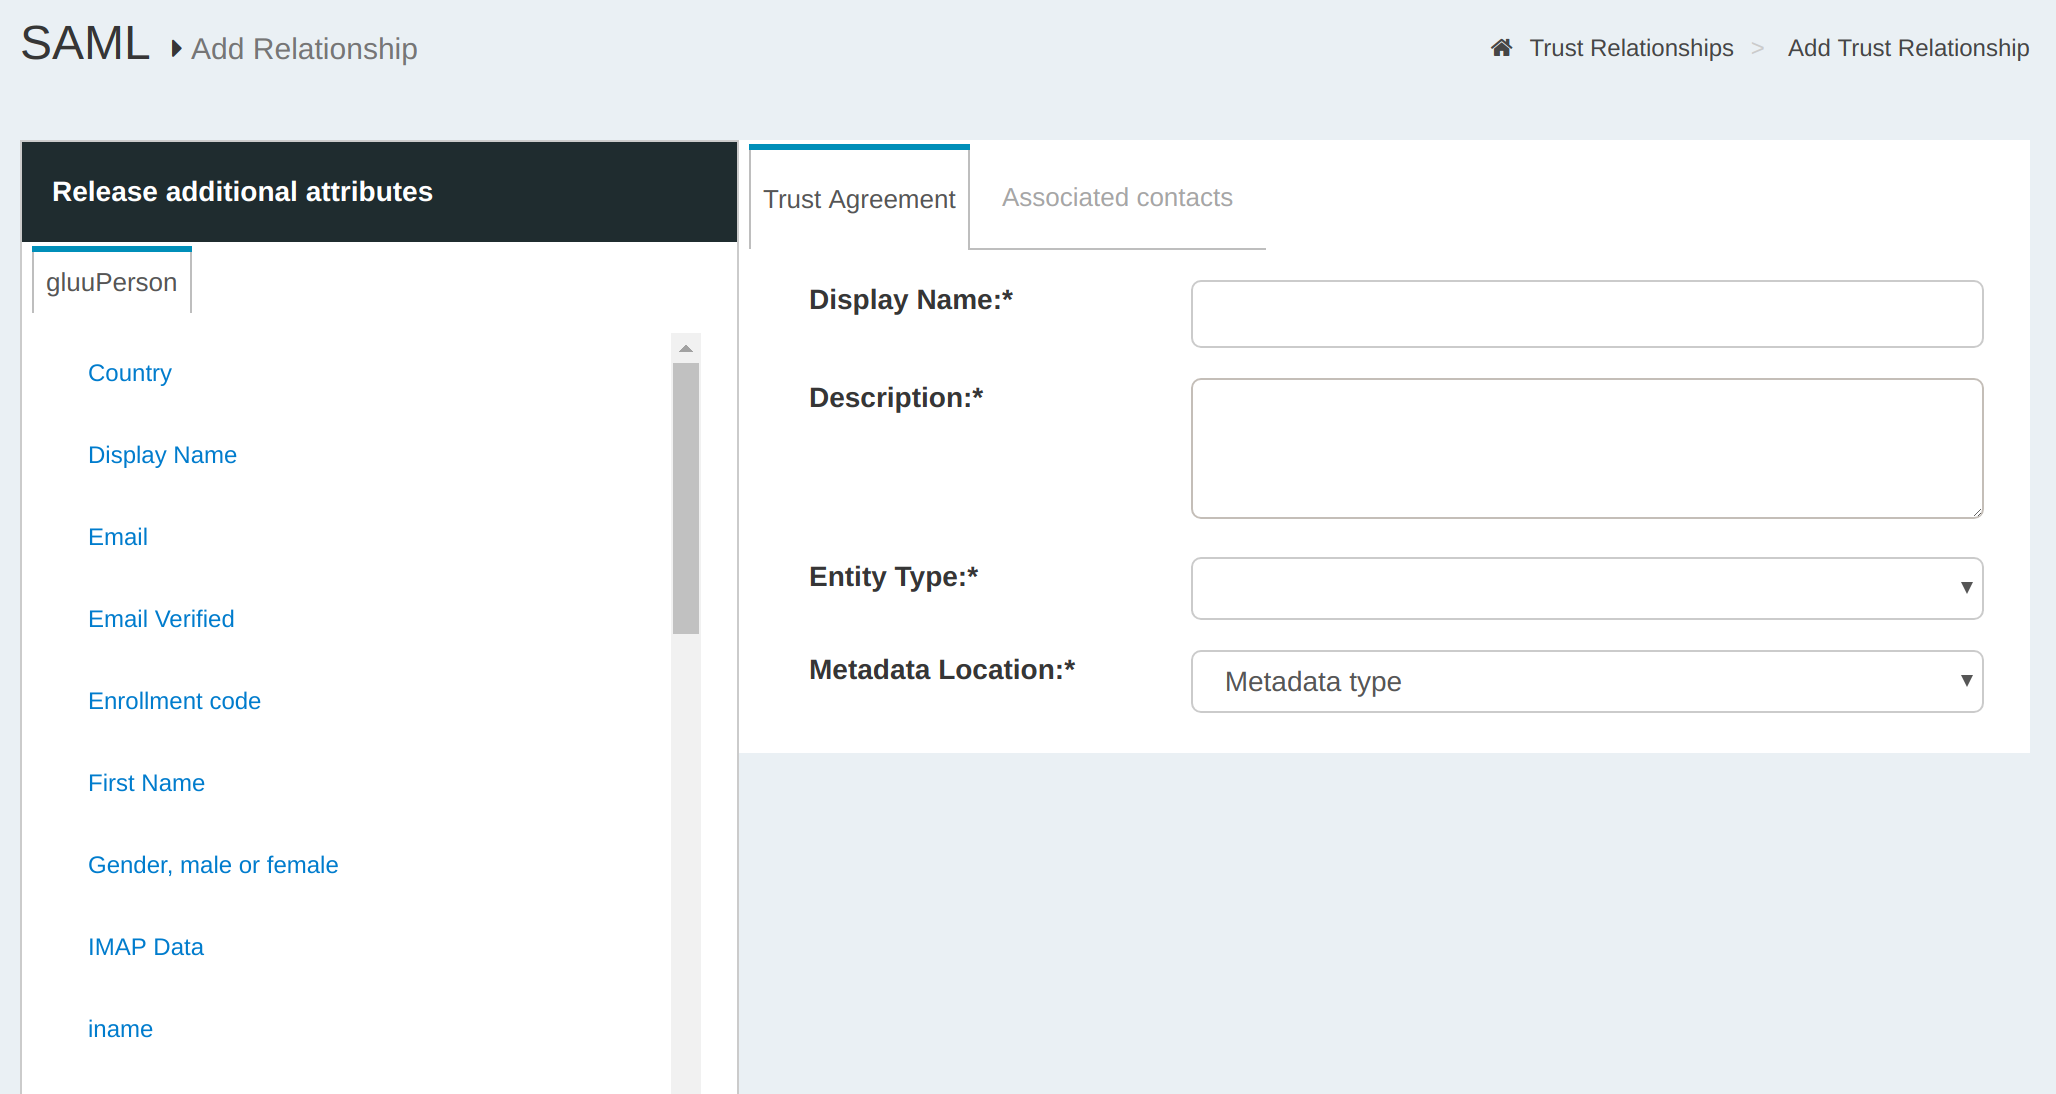 SAML Add Relationship
Trust Relationships > Add Trust Relationship
Release additional attributes
gluuPerson
Country
Display Name
Email
Email Verified
Enrollment code
First Name
Gender, male or female
IMAP Data
iname
Trust Agreement
Associated contacts
Display Name:*
Description:*
Entity Type:*
Metadata Location:*
Metadata type